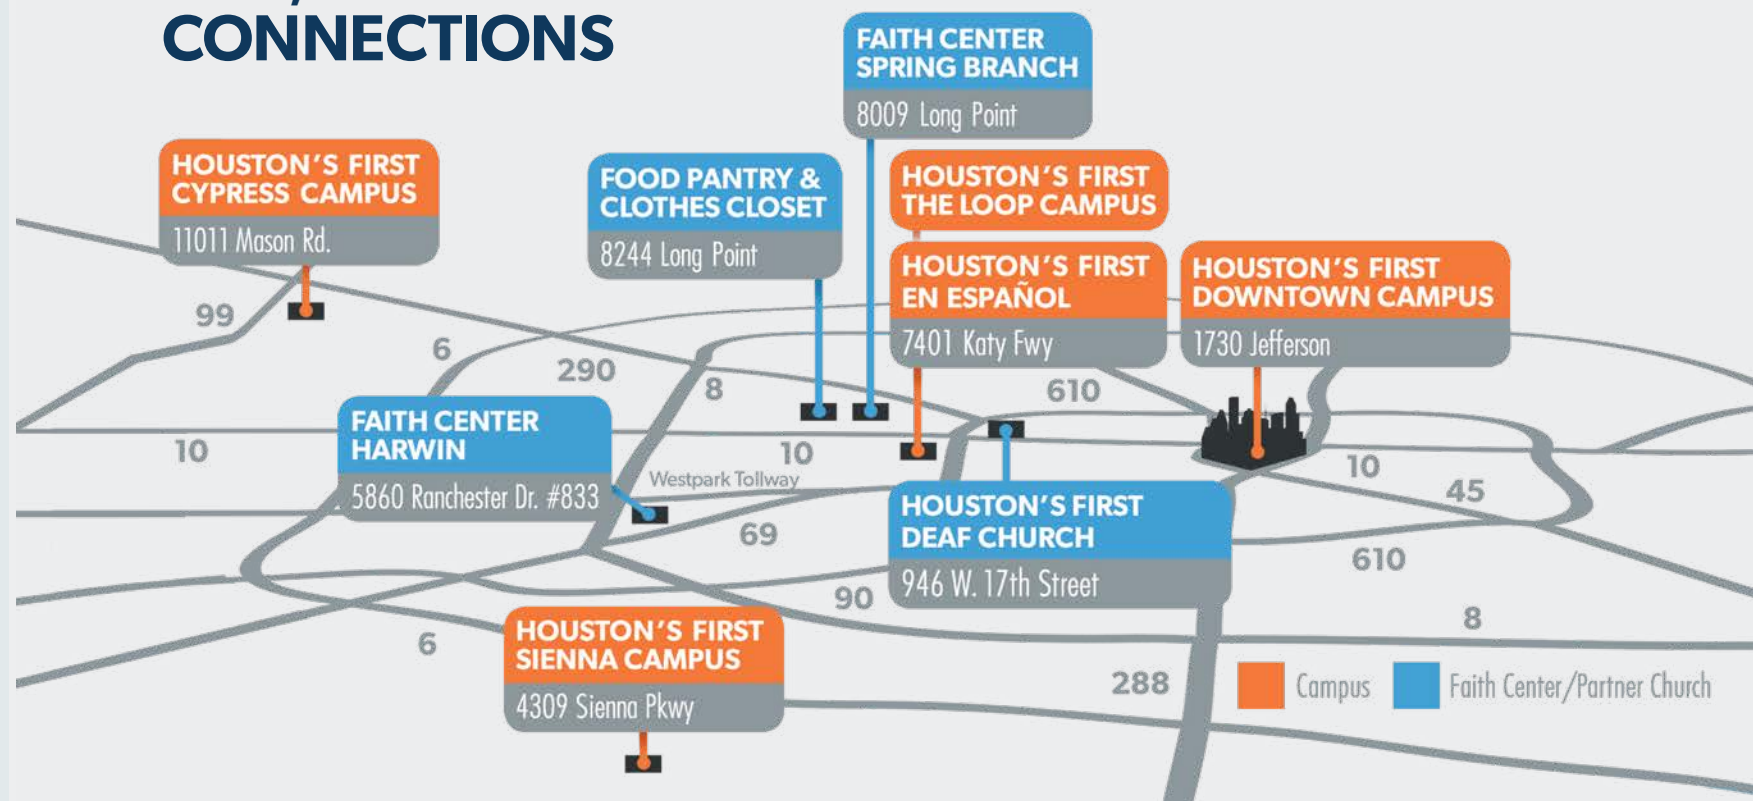 CONNECTIONS
FAITH CENTER
SPRING BRANCH
8009 Long Point
HOUSTON'S FIRST
CYPRESS CAMPUS
11011 Mason Rd.
FOOD PANTRY &
CLOTHES CLOSET
8244 Long Point
HOUSTON'S FIRST
THE LOOP CAMPUS
HOUSTON'S FIRST
EN ESPAÑOL
7401 Katy Fwy
HOUSTON'S FIRST
DOWNTOWN CAMPUS
1730 Jefferson
99
6
290
8
610
FAITH CENTER
HARWIN
5860 Ranchester Dr. #833
10
10
Westpark Tollway
10
45
69
HOUSTON'S FIRST
DEAF CHURCH
946 W. 17th Street
610
90
8
6
HOUSTON'S FIRST
SIENNA CAMPUS
4309 Sienna Pkwy
288
Campus
Faith Center/Partner Church